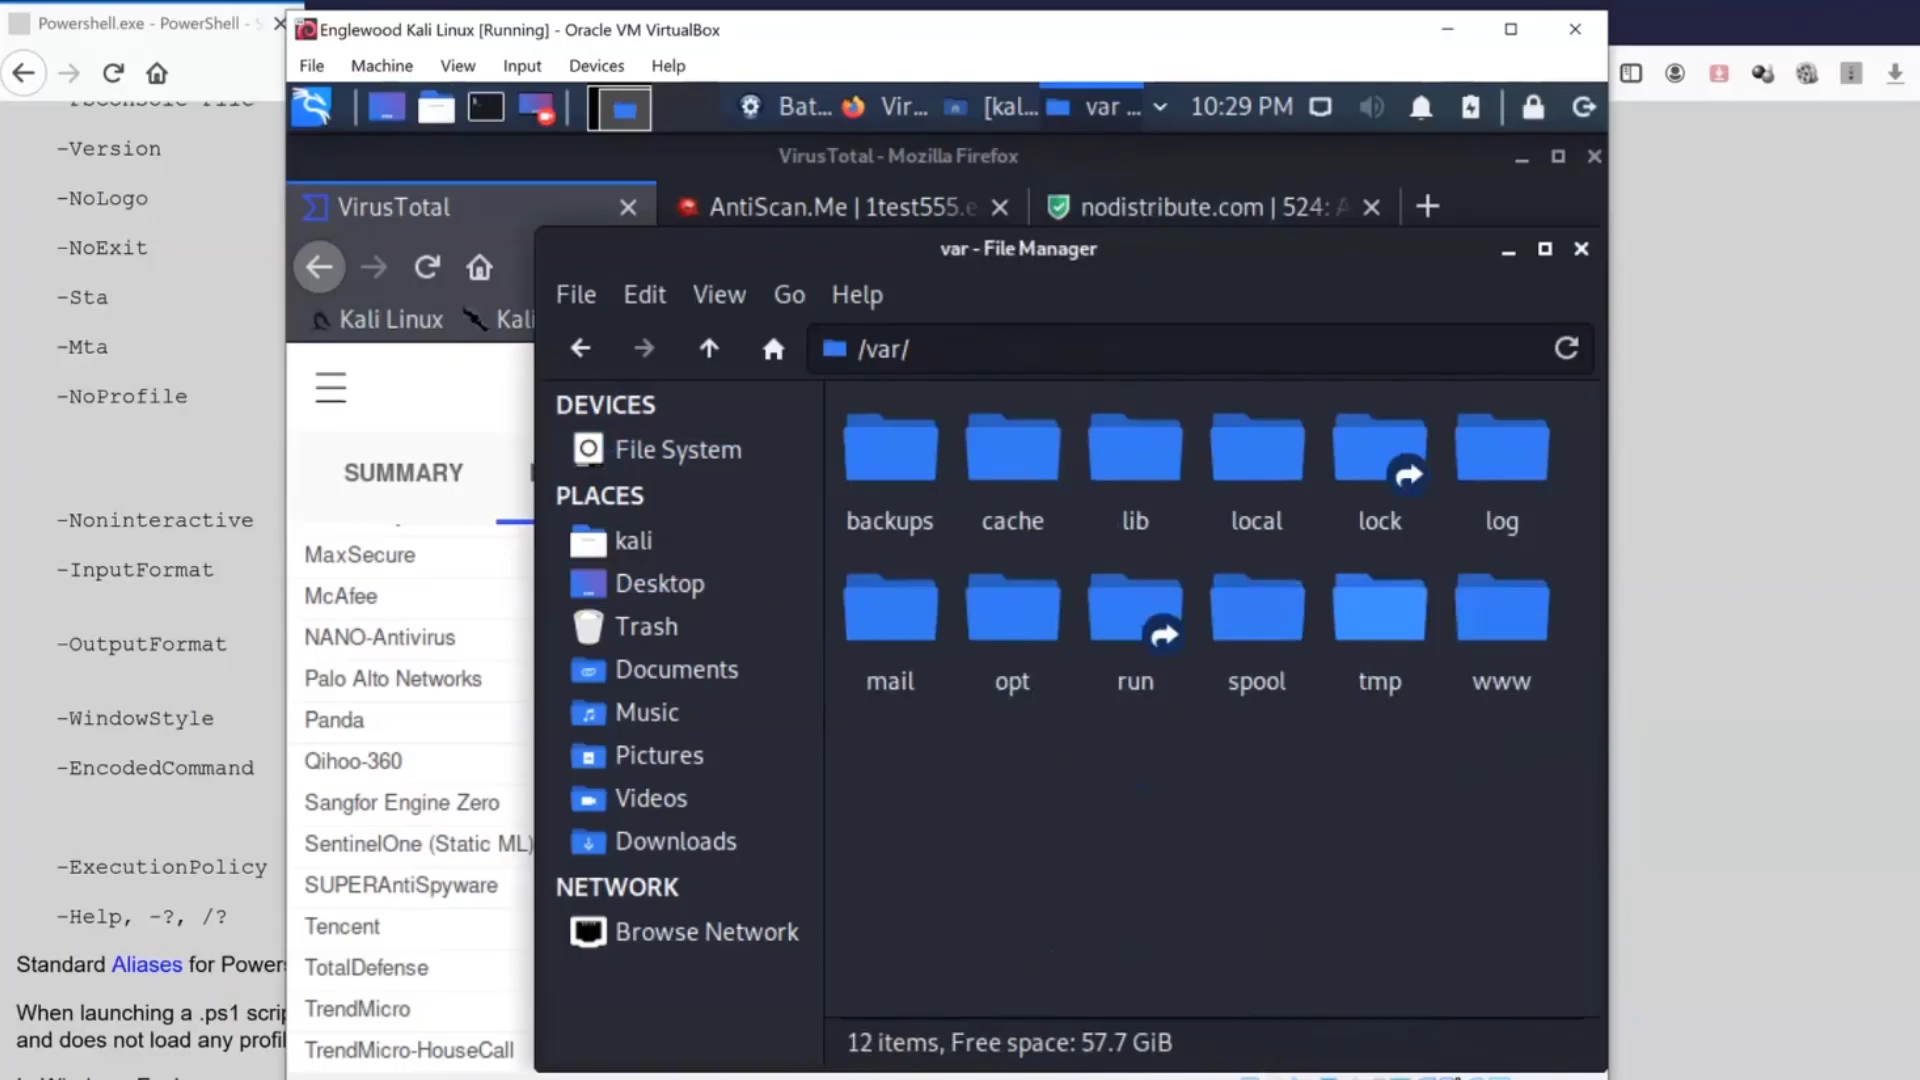 Powershell.exe - PowerShell -
-Version
-NoLogo
-NoExit
-Sta
-Mta
-NoProfile
-Noninteractive
-InputFormat
-OutputFormat
-WindowStyle
-EncodedCommand
-ExecutionPolicy
-Help, -?, /?
Standard Aliases for Powers
When launching a .ps1 scrip
and does not load any profil
Englewood Kali Linux [Running] - Oracle VM VirtualBox
File Machine View Input Devices Help
Bat... Vir... [kal... var ... 10:29 PM
VirusTotal - Mozilla Firefox
VirusTotal AntiScan.Me | 1test555.e nodistribute.com | 524: A
Kali Linux Kali
SUMMARY
MaxSecure
McAfee
NANO-Antivirus
Palo Alto Networks
Panda
Qihoo-360
Sangfor Engine Zero
SentinelOne (Static ML)
SUPERAntiSpyware
Tencent
TotalDefense
TrendMicro
TrendMicro-HouseCall
var - File Manager
File Edit View Go Help
/var/
DEVICES
File System
PLACES
kali
Desktop
Trash
Documents
Music
Pictures
Videos
Downloads
NETWORK
Browse Network
backups cache lib local lock log
mail opt run spool tmp www
12 items, Free space: 57.7 GiB